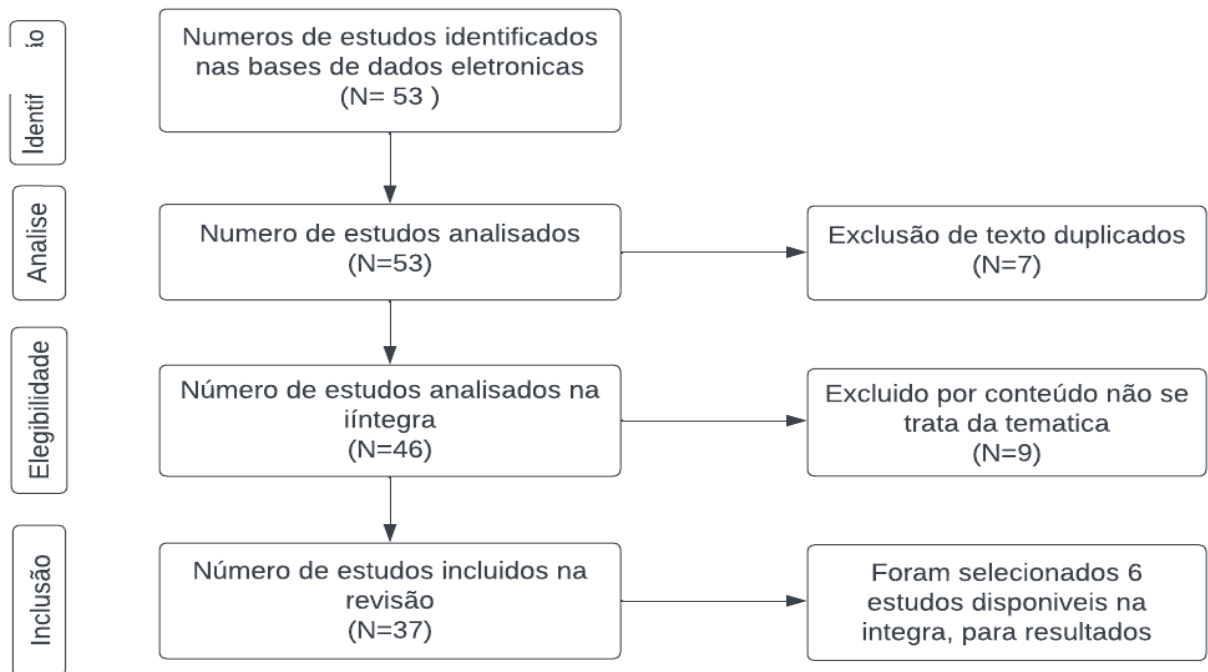 Identif
ão
Numeros de estudos identificados
nas bases de dados eletronicas
(N= 53 )
Analise
Numero de estudos analisados
(N=53)
Exclusão de texto duplicados
(N=7)
Elegibilidade
Número de estudos analisados na
iíntegra
(N=46)
Excluido por conteúdo não se
trata da tematica
(N=9)
Inclusão
Número de estudos incluidos na
revisão
(N=37)
Foram selecionados 6
estudos disponiveis na
integra, para resultados